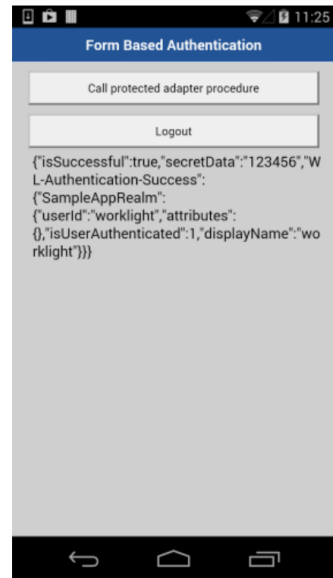 11:25
Form Based Authentication
Call protected adapter procedure
Logout
{"isSuccessful":true,"secretData":"123456","W
L-Authentication-Success":
{"SampleAppRealm":
{"userId":"worklight","attributes":
{},"isUserAuthenticated":1,"displayName":"wo
rklight"}}}